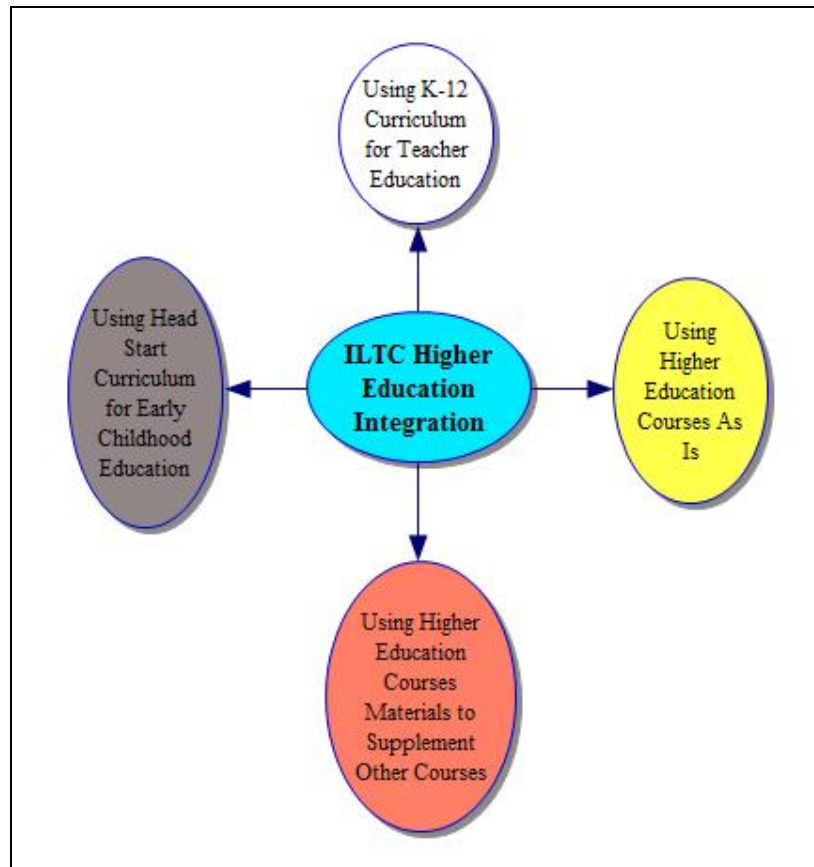 Using K-12
Curriculum
for Teacher
Education
Using Head
Start
Curriculum
for Early
Childhood
Education
ILTC Higher
Education
Integration
Using
Higher
Education
Courses As
Is
Using Higher
Education
Courses
Materials to
Supplement
Other Courses